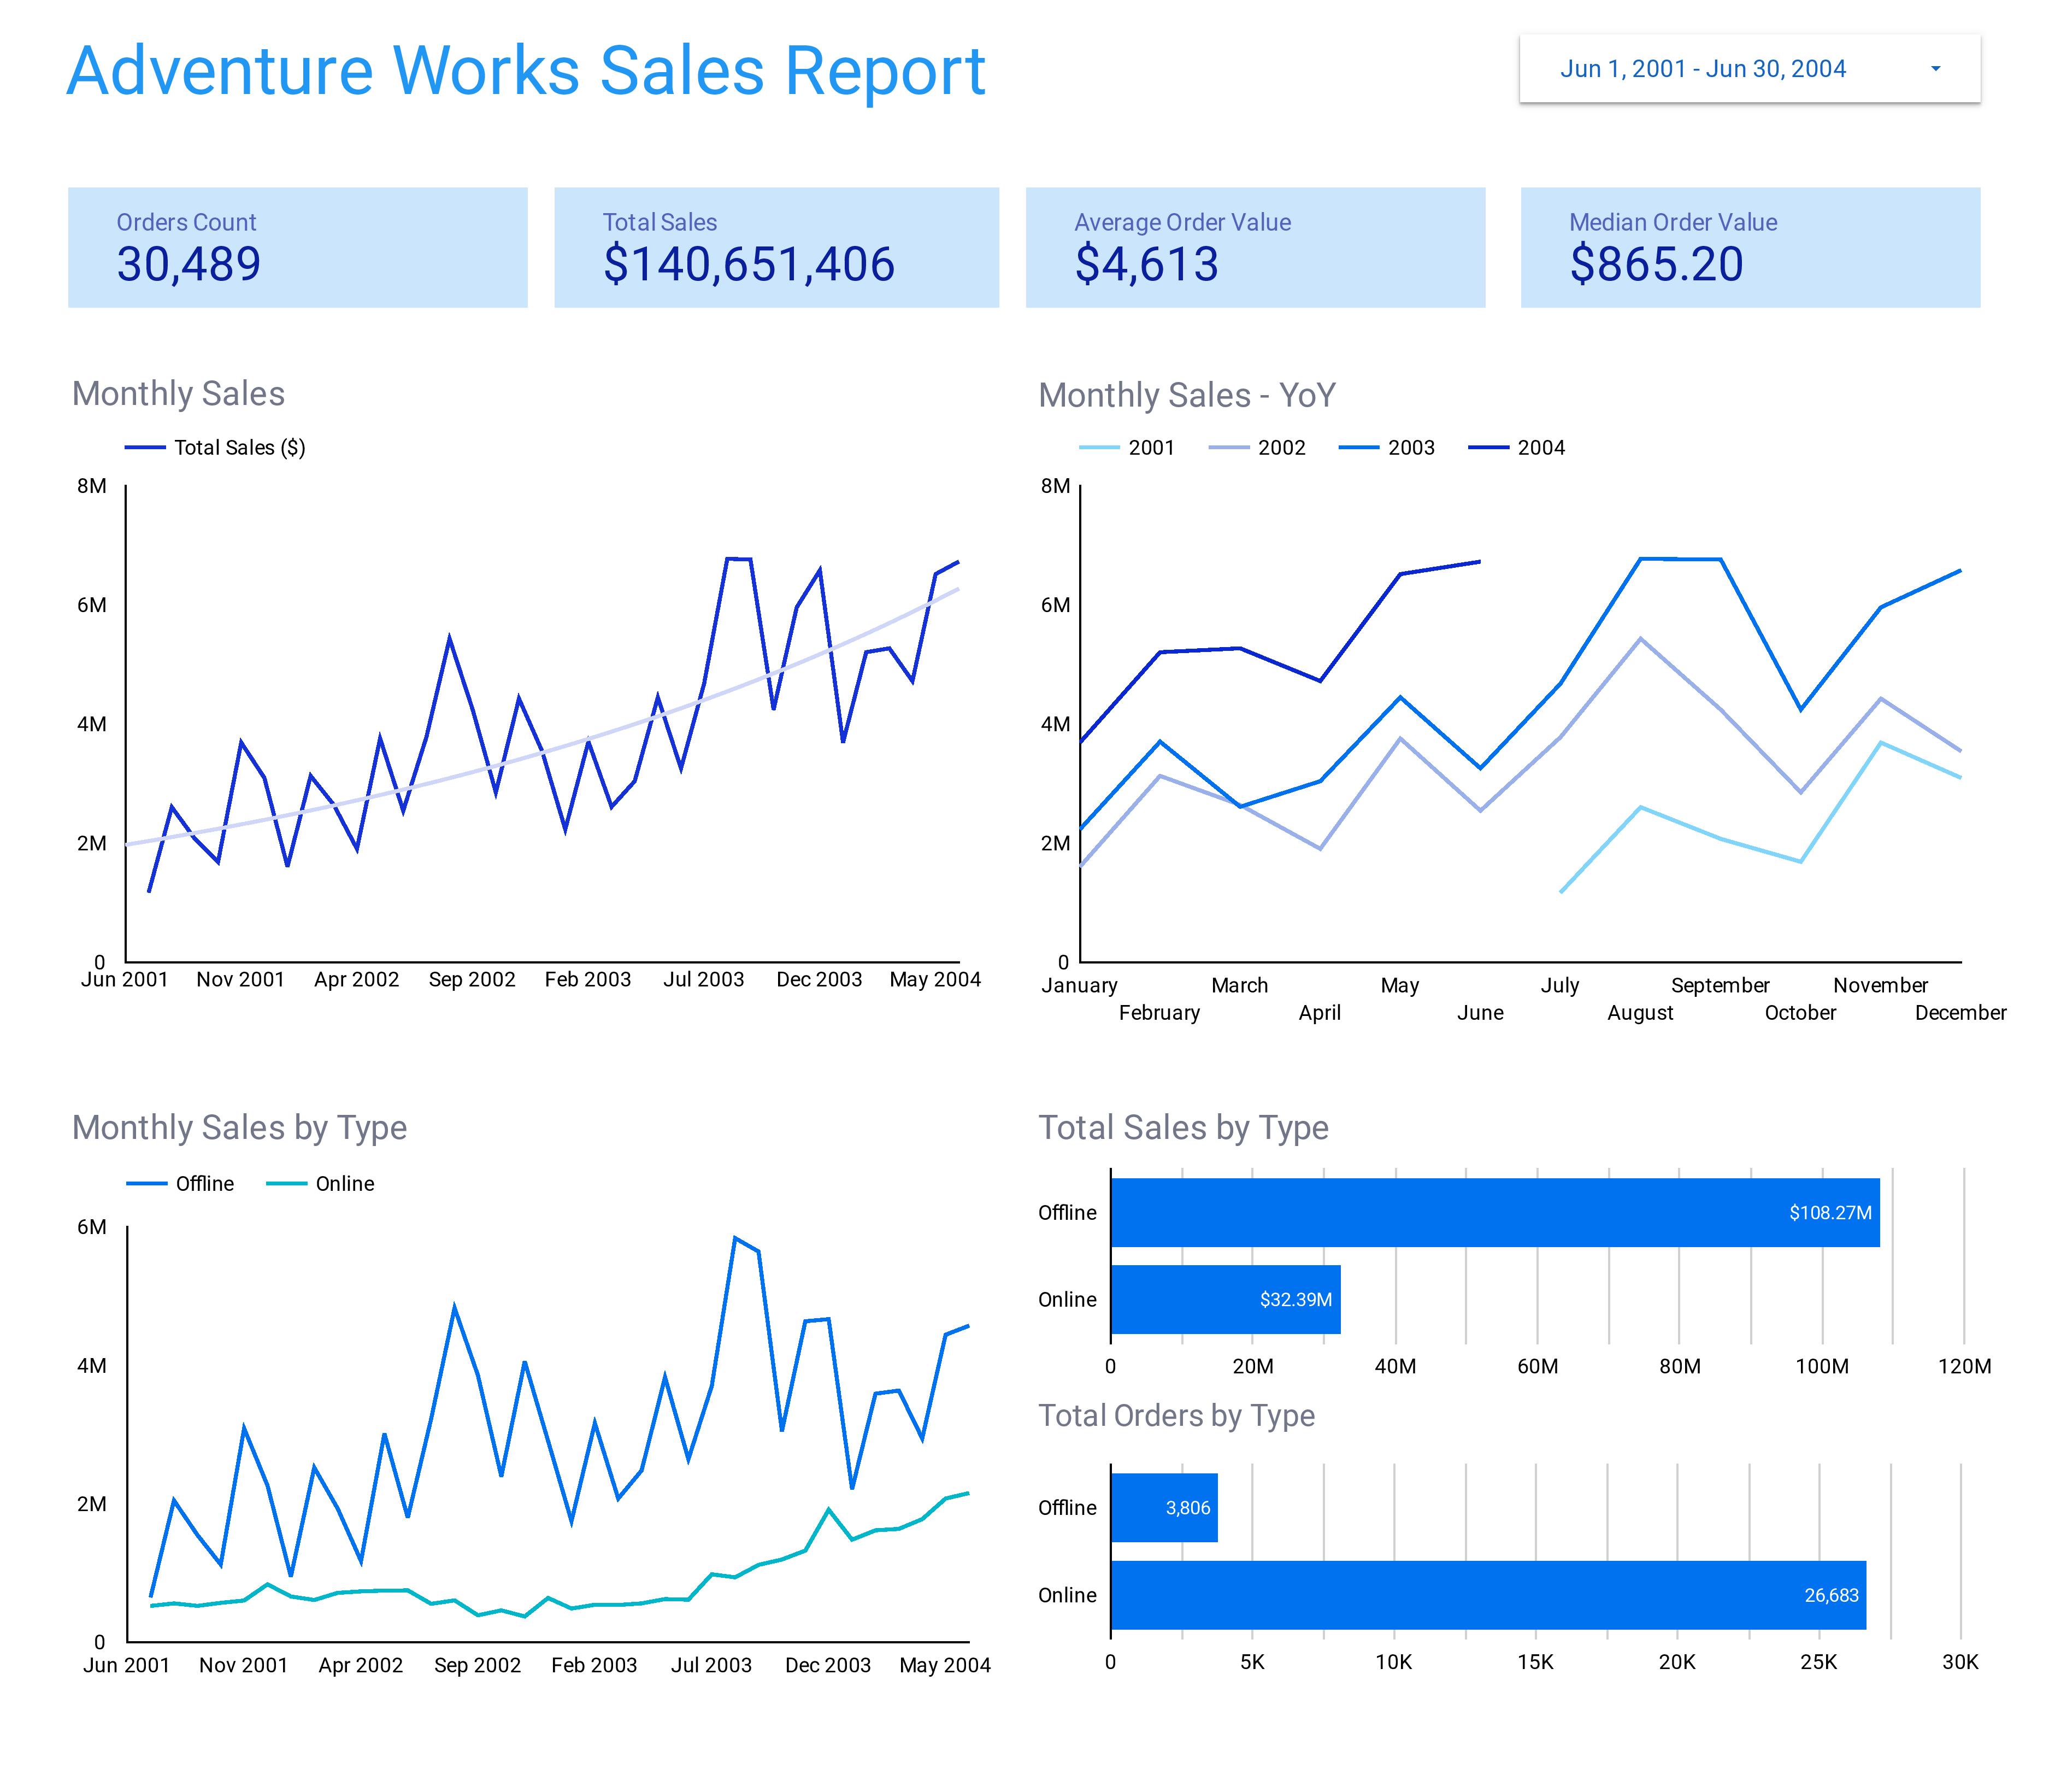 Adventure Works Sales Report
Jun 1, 2001 - Jun 30, 2004
Orders Count
30,489
Total Sales
$140,651,406
Average Order Value
$4,613
Median Order Value
$865.20
Monthly Sales
Total Sales ($)
8M
6M
4M
2M
0
Jun 2001 Nov 2001 Apr 2002 Sep 2002 Feb 2003 Jul 2003 Dec 2003 May 2004
Monthly Sales - YoY
2001 2002 2003 2004
8M
6M
4M
2M
0
January March May July September November
February April June August October December
Monthly Sales by Type
Offline Online
6M
4M
2M
0
Jun 2001 Nov 2001 Apr 2002 Sep 2002 Feb 2003 Jul 2003 Dec 2003 May 2004
Total Sales by Type
Offline $108.27M
Online $32.39M
0 20M 40M 60M 80M 100M 120M
Total Orders by Type
Offline 3,806
Online 26,683
0 5K 10K 15K 20K 25K 30K